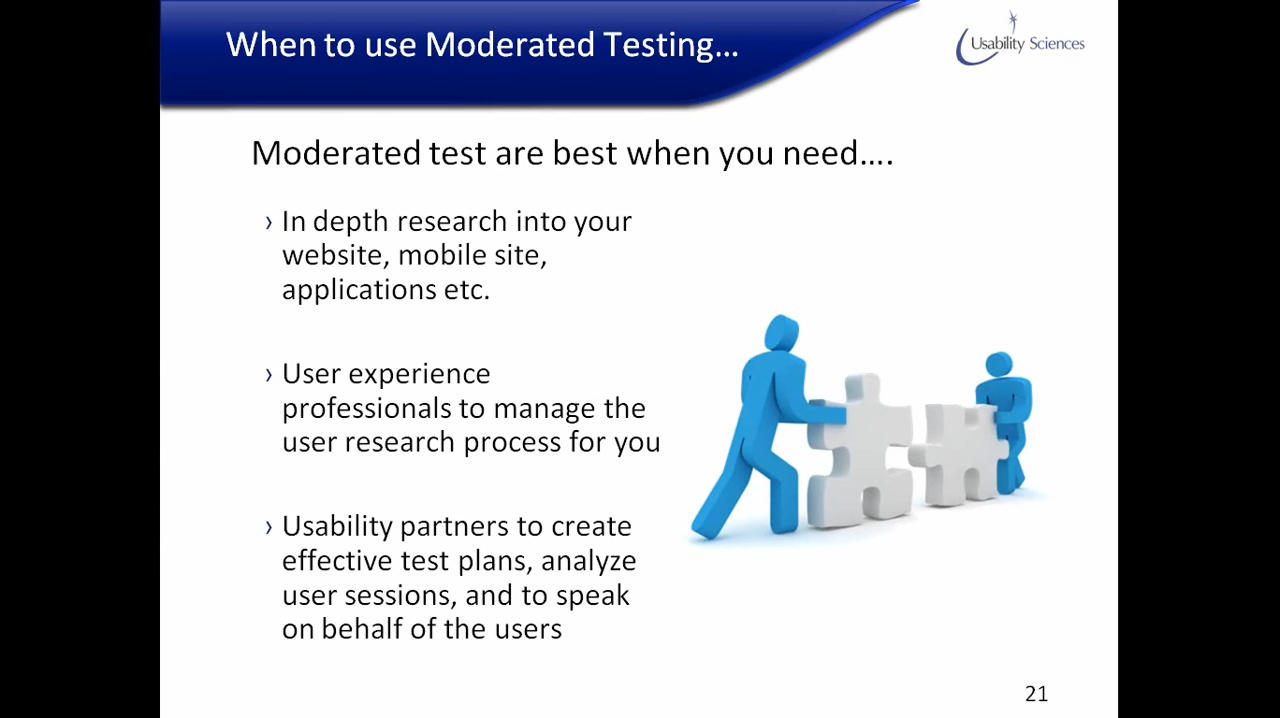 When to use Moderated Testing…
Usability Sciences
Moderated test are best when you need….
› In depth research into your
website, mobile site,
applications etc.
› User experience
professionals to manage the
user research process for you
› Usability partners to create
effective test plans, analyze
user sessions, and to speak
on behalf of the users
21